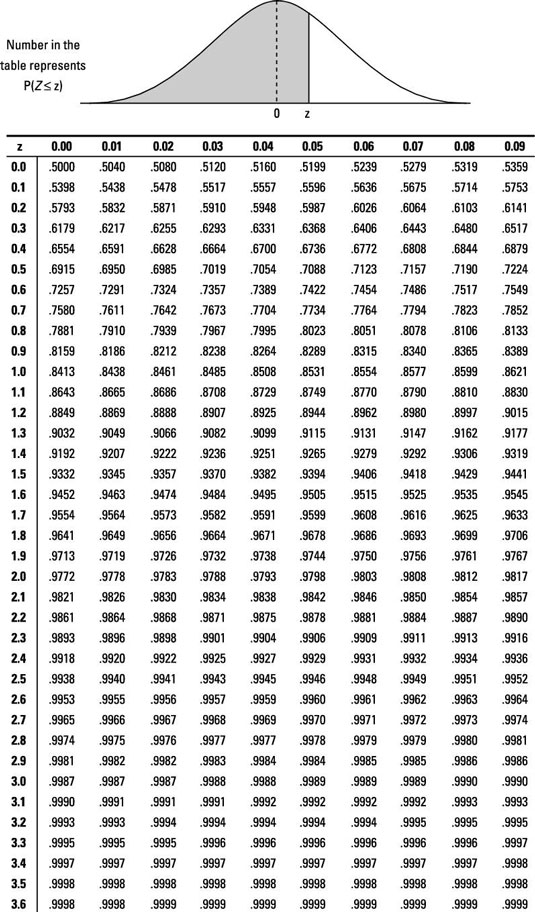 Number in the
table represents
P(Z ≤ z)
0 z
z 0.00 0.01 0.02 0.03 0.04 0.05 0.06 0.07 0.08 0.09
0.0 .5000 .5040 .5080 .5120 .5160 .5199 .5239 .5279 .5319 .5359
0.1 .5398 .5438 .5478 .5517 .5557 .5596 .5636 .5675 .5714 .5753
0.2 .5793 .5832 .5871 .5910 .5948 .5987 .6026 .6064 .6103 .6141
0.3 .6179 .6217 .6255 .6293 .6331 .6368 .6406 .6443 .6480 .6517
0.4 .6554 .6591 .6628 .6664 .6700 .6736 .6772 .6808 .6844 .6879
0.5 .6915 .6950 .6985 .7019 .7054 .7088 .7123 .7157 .7190 .7224
0.6 .7257 .7291 .7324 .7357 .7389 .7422 .7454 .7486 .7517 .7549
0.7 .7580 .7611 .7642 .7673 .7704 .7734 .7764 .7794 .7823 .7852
0.8 .7881 .7910 .7939 .7967 .7995 .8023 .8051 .8078 .8106 .8133
0.9 .8159 .8186 .8212 .8238 .8264 .8289 .8315 .8340 .8365 .8389
1.0 .8413 .8438 .8461 .8485 .8508 .8531 .8554 .8577 .8599 .8621
1.1 .8643 .8665 .8686 .8708 .8729 .8749 .8770 .8790 .8810 .8830
1.2 .8849 .8869 .8888 .8907 .8925 .8944 .8962 .8980 .8997 .9015
1.3 .9032 .9049 .9066 .9082 .9099 .9115 .9131 .9147 .9162 .9177
1.4 .9192 .9207 .9222 .9236 .9251 .9265 .9279 .9292 .9306 .9319
1.5 .9332 .9345 .9357 .9370 .9382 .9394 .9406 .9418 .9429 .9441
1.6 .9452 .9463 .9474 .9484 .9495 .9505 .9515 .9525 .9535 .9545
1.7 .9554 .9564 .9573 .9582 .9591 .9599 .9608 .9616 .9625 .9633
1.8 .9641 .9649 .9656 .9664 .9671 .9678 .9686 .9693 .9699 .9706
1.9 .9713 .9719 .9726 .9732 .9738 .9744 .9750 .9756 .9761 .9767
2.0 .9772 .9778 .9783 .9788 .9793 .9798 .9803 .9808 .9812 .9817
2.1 .9821 .9826 .9830 .9834 .9838 .9842 .9846 .9850 .9854 .9857
2.2 .9861 .9864 .9868 .9871 .9875 .9878 .9881 .9884 .9887 .9890
2.3 .9893 .9896 .9898 .9901 .9904 .9906 .9909 .9911 .9913 .9916
2.4 .9918 .9920 .9922 .9925 .9927 .9929 .9931 .9932 .9934 .9936
2.5 .9938 .9940 .9941 .9943 .9945 .9946 .9948 .9949 .9951 .9952
2.6 .9953 .9955 .9956 .9957 .9959 .9960 .9961 .9962 .9963 .9964
2.7 .9965 .9966 .9967 .9968 .9969 .9970 .9971 .9972 .9973 .9974
2.8 .9974 .9975 .9976 .9977 .9977 .9978 .9979 .9979 .9980 .9981
2.9 .9981 .9982 .9982 .9983 .9984 .9984 .9985 .9985 .9986 .9986
3.0 .9987 .9987 .9987 .9988 .9988 .9989 .9989 .9989 .9990 .9990
3.1 .9990 .9991 .9991 .9991 .9992 .9992 .9992 .9992 .9993 .9993
3.2 .9993 .9993 .9994 .9994 .9994 .9994 .9994 .9995 .9995 .9995
3.3 .9995 .9995 .9995 .9996 .9996 .9996 .9996 .9996 .9996 .9997
3.4 .9997 .9997 .9997 .9997 .9997 .9997 .9997 .9997 .9997 .9998
3.5 .9998 .9998 .9998 .9998 .9998 .9998 .9998 .9998 .9998 .9998
3.6 .9998 .9998 .9999 .9999 .9999 .9999 .9999 .9999 .9999 .9999